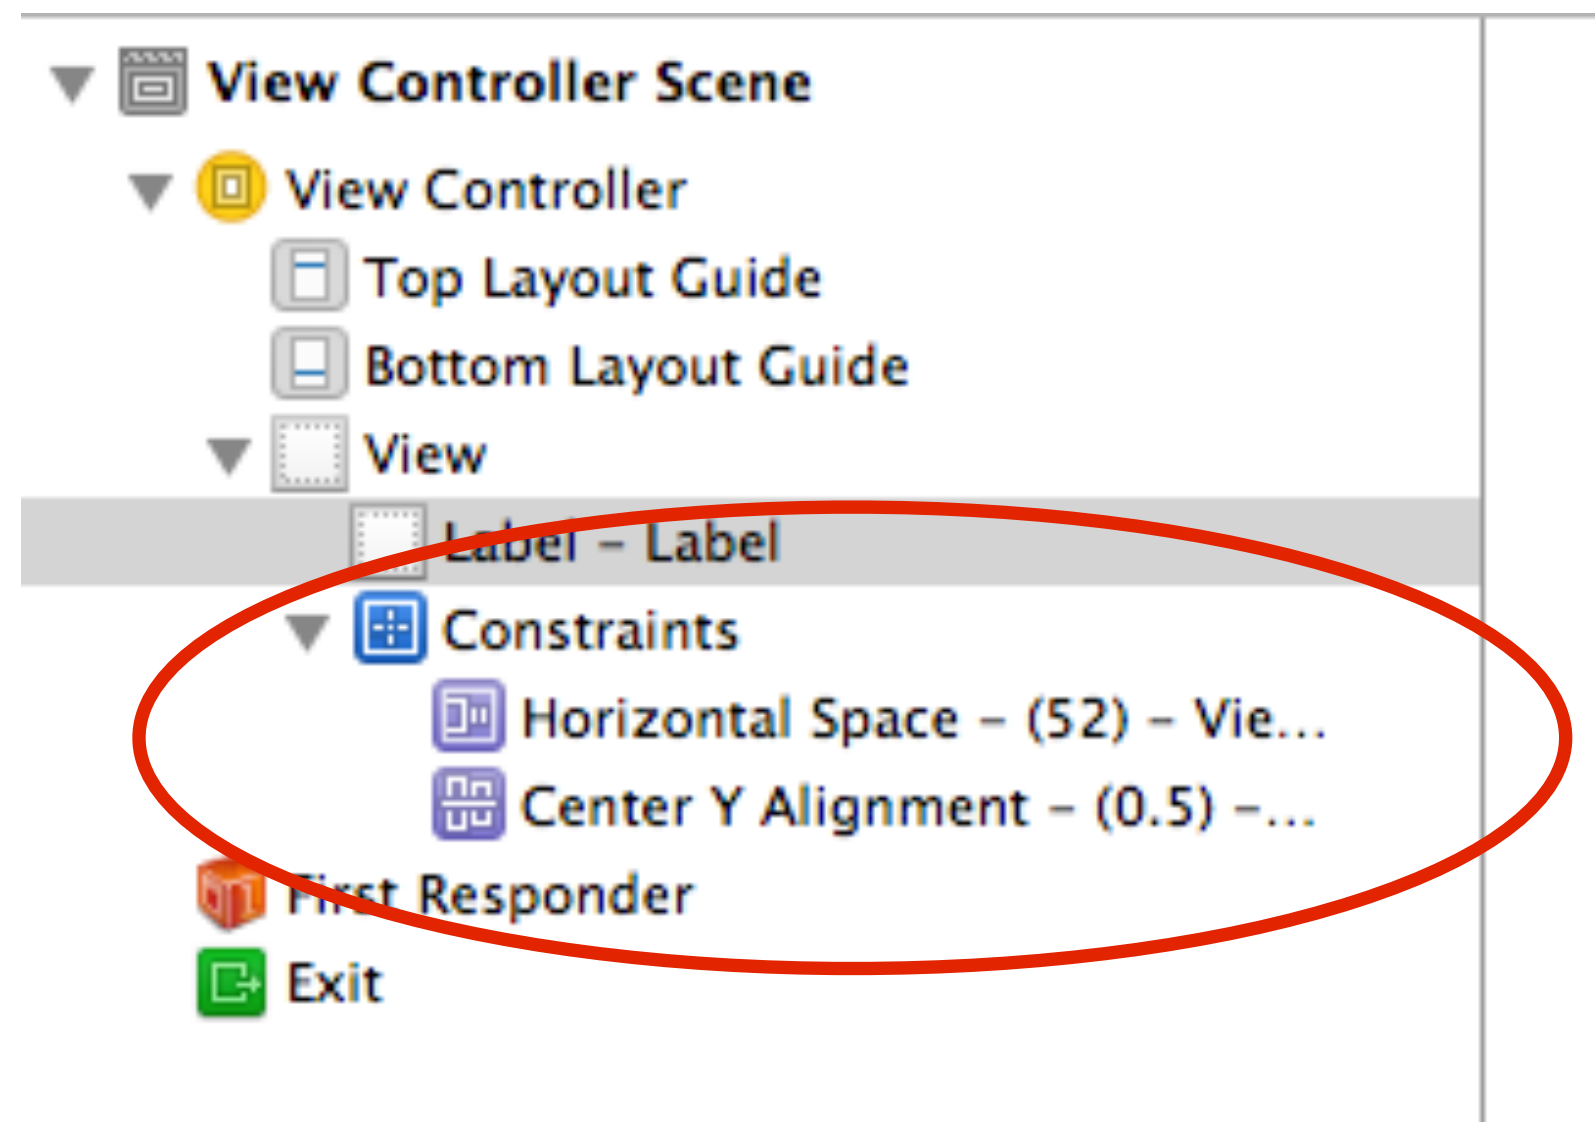 View Controller Scene
View Controller
Top Layout Guide
Bottom Layout Guide
View
Label – Label
Constraints
Horizontal Space – (52) – Vie...
Center Y Alignment – (0.5) –...
First Responder
Exit